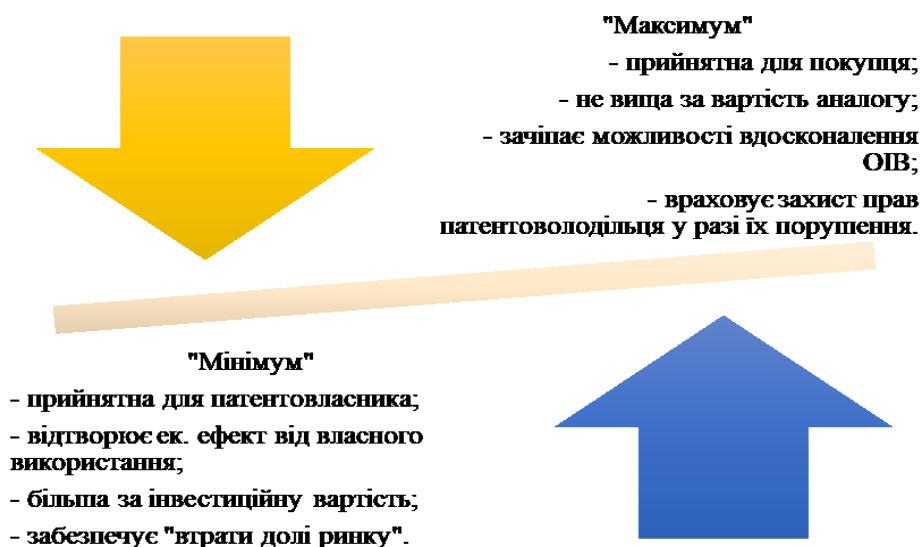 "Максимум"
- прийнятна для покупця;
- не вища за вартість аналогу;
- зачіпає можливості вдосконалення
ОІВ;
- враховує захист прав
патентоволодільця у разі їх порушення.
"Мінімум"
- прийнятна для патентовласника;
- відтворює ек. ефект від власного
використання;
- більша за інвестиційну вартість;
- забезпечує "втрати долі ринку".